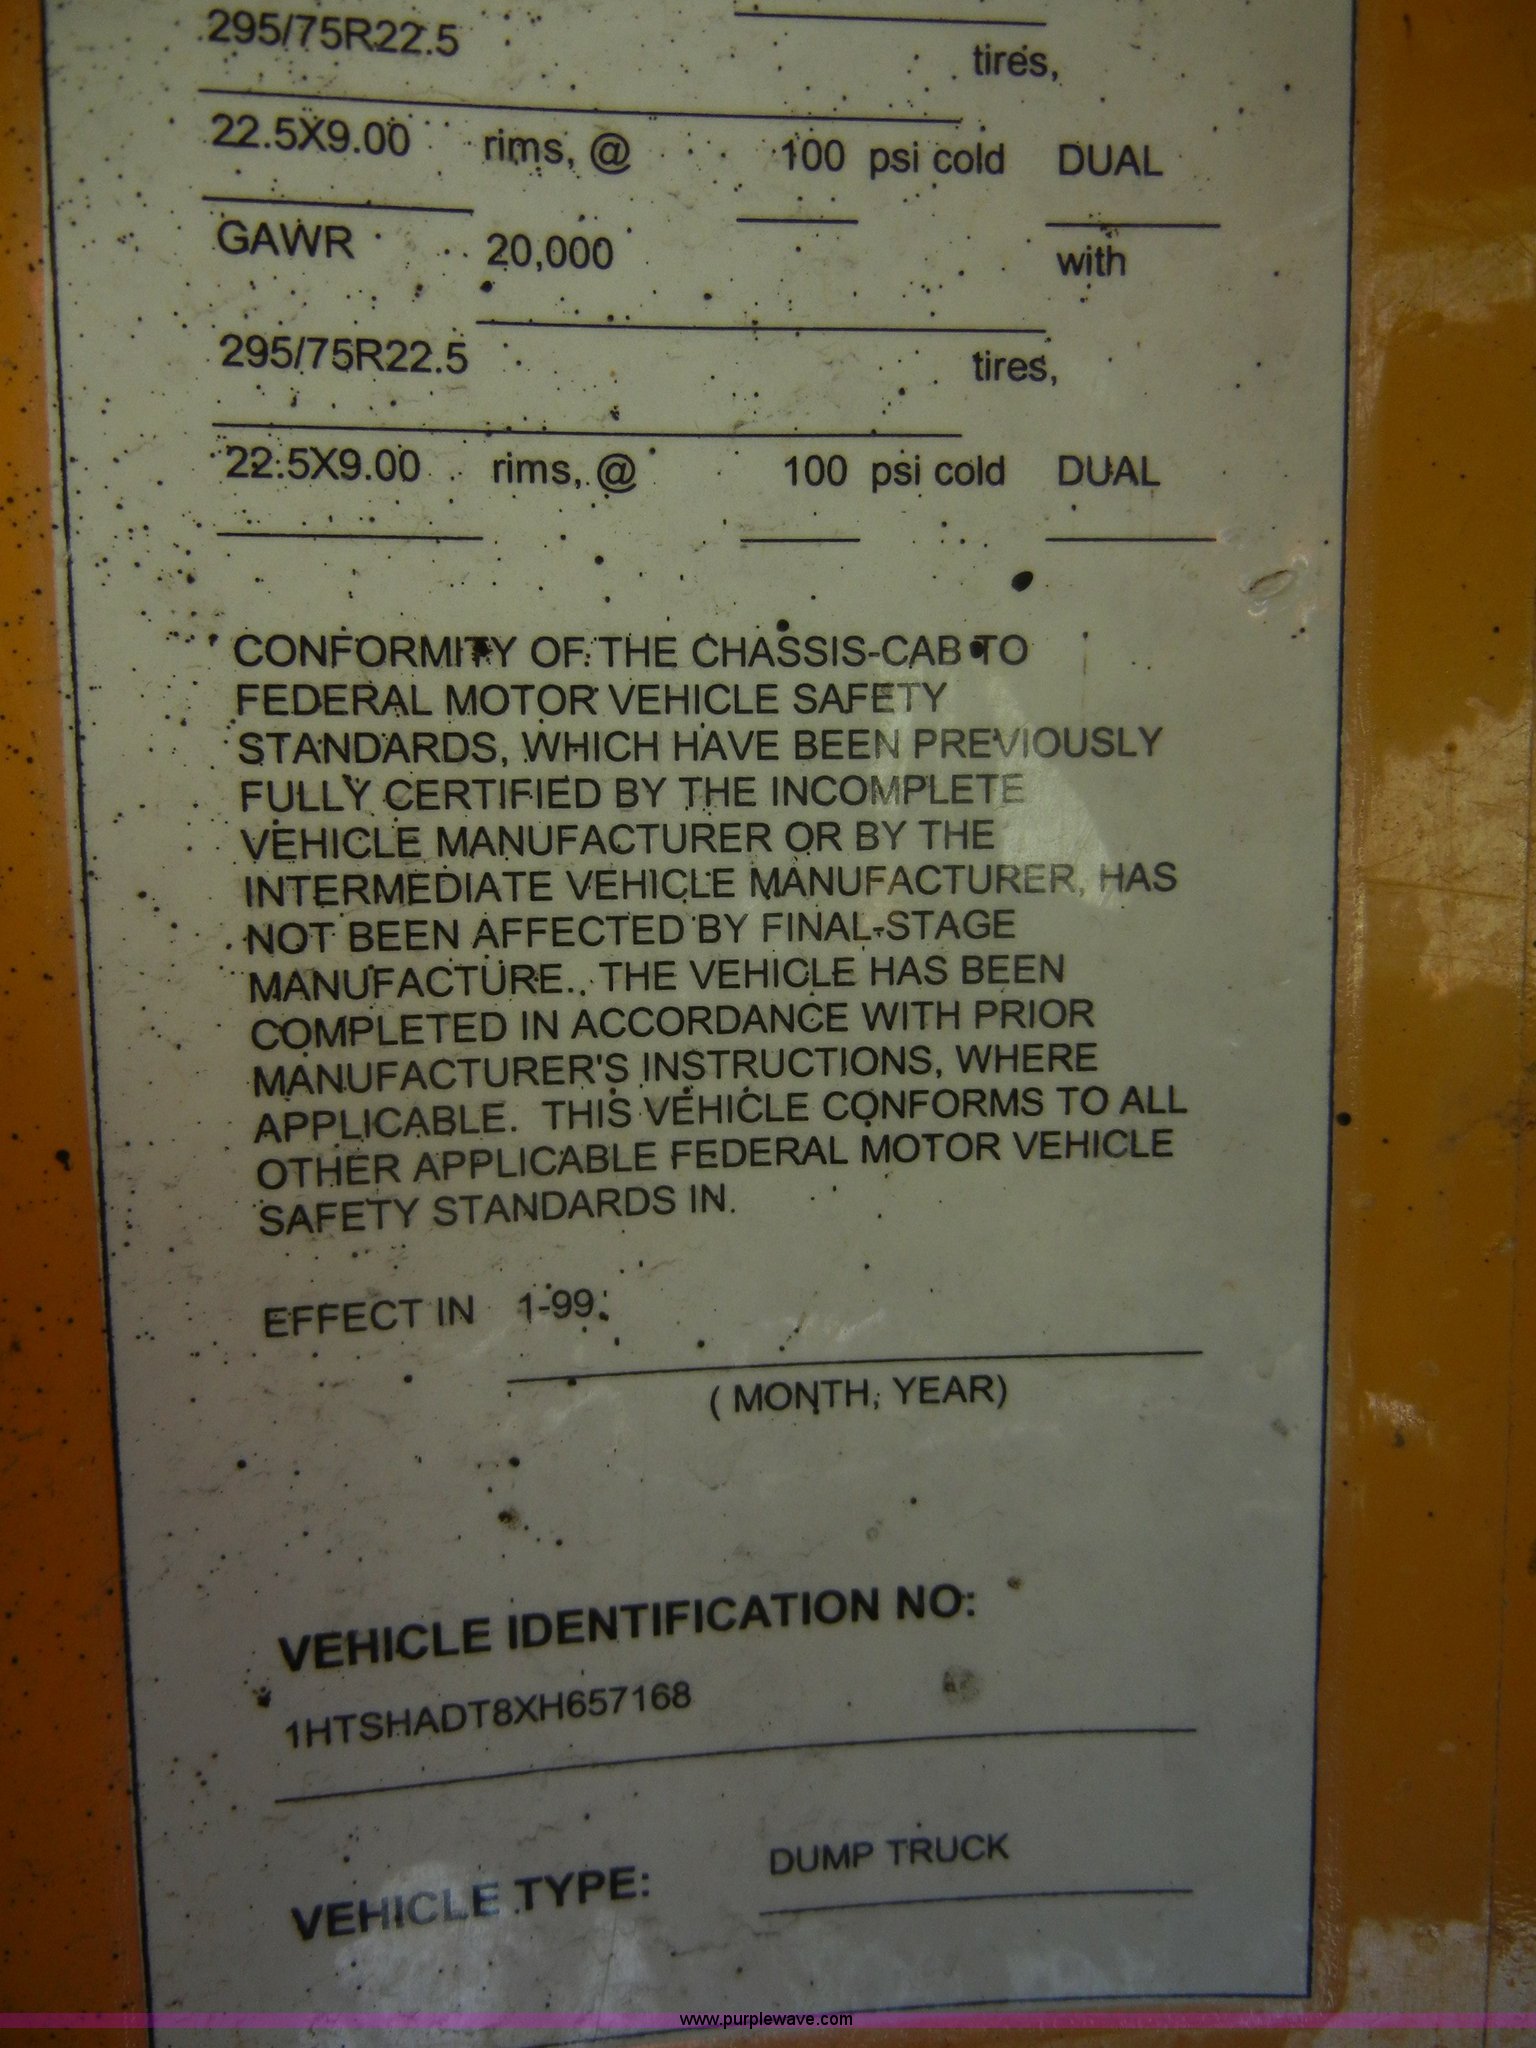 295/75R22.5 tires,
22.5X9.00 rims, @ 100 psi cold DUAL
GAWR 20,000 with
295/75R22.5 tires,
22.5X9.00 rims, @ 100 psi cold DUAL
CONFORMITY OF THE CHASSIS-CAB TO
FEDERAL MOTOR VEHICLE SAFETY
STANDARDS, WHICH HAVE BEEN PREVIOUSLY
FULLY CERTIFIED BY THE INCOMPLETE
VEHICLE MANUFACTURER OR BY THE
INTERMEDIATE VEHICLE MANUFACTURER, HAS
NOT BEEN AFFECTED BY FINAL-STAGE
MANUFACTURE.. THE VEHICLE HAS BEEN
COMPLETED IN ACCORDANCE WITH PRIOR
MANUFACTURER'S INSTRUCTIONS, WHERE
APPLICABLE. THIS VEHICLE CONFORMS TO ALL
OTHER APPLICABLE FEDERAL MOTOR VEHICLE
SAFETY STANDARDS IN.
EFFECT IN 1-99
( MONTH, YEAR)
VEHICLE IDENTIFICATION NO:
1HTSHADT8XH657168
VEHICLE TYPE: DUMP TRUCK
www.purplewave.com